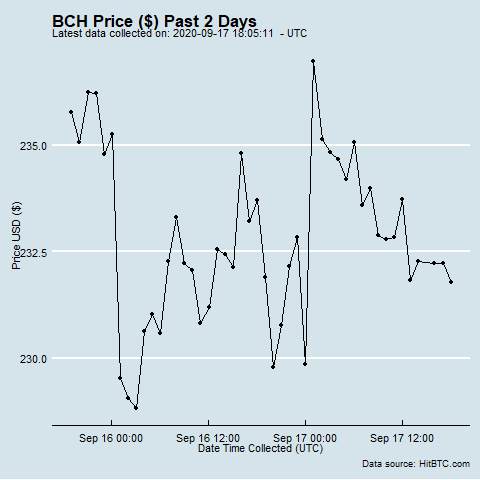 BCH Price ($) Past 2 Days
Latest data collected on: 2020-09-17 18:05:11  - UTC
235.0
232.5
230.0
Price USD ($)
Sep 16 00:00
Sep 16 12:00
Sep 17 00:00
Sep 17 12:00
Date Time Collected (UTC)
Data source: HitBTC.com